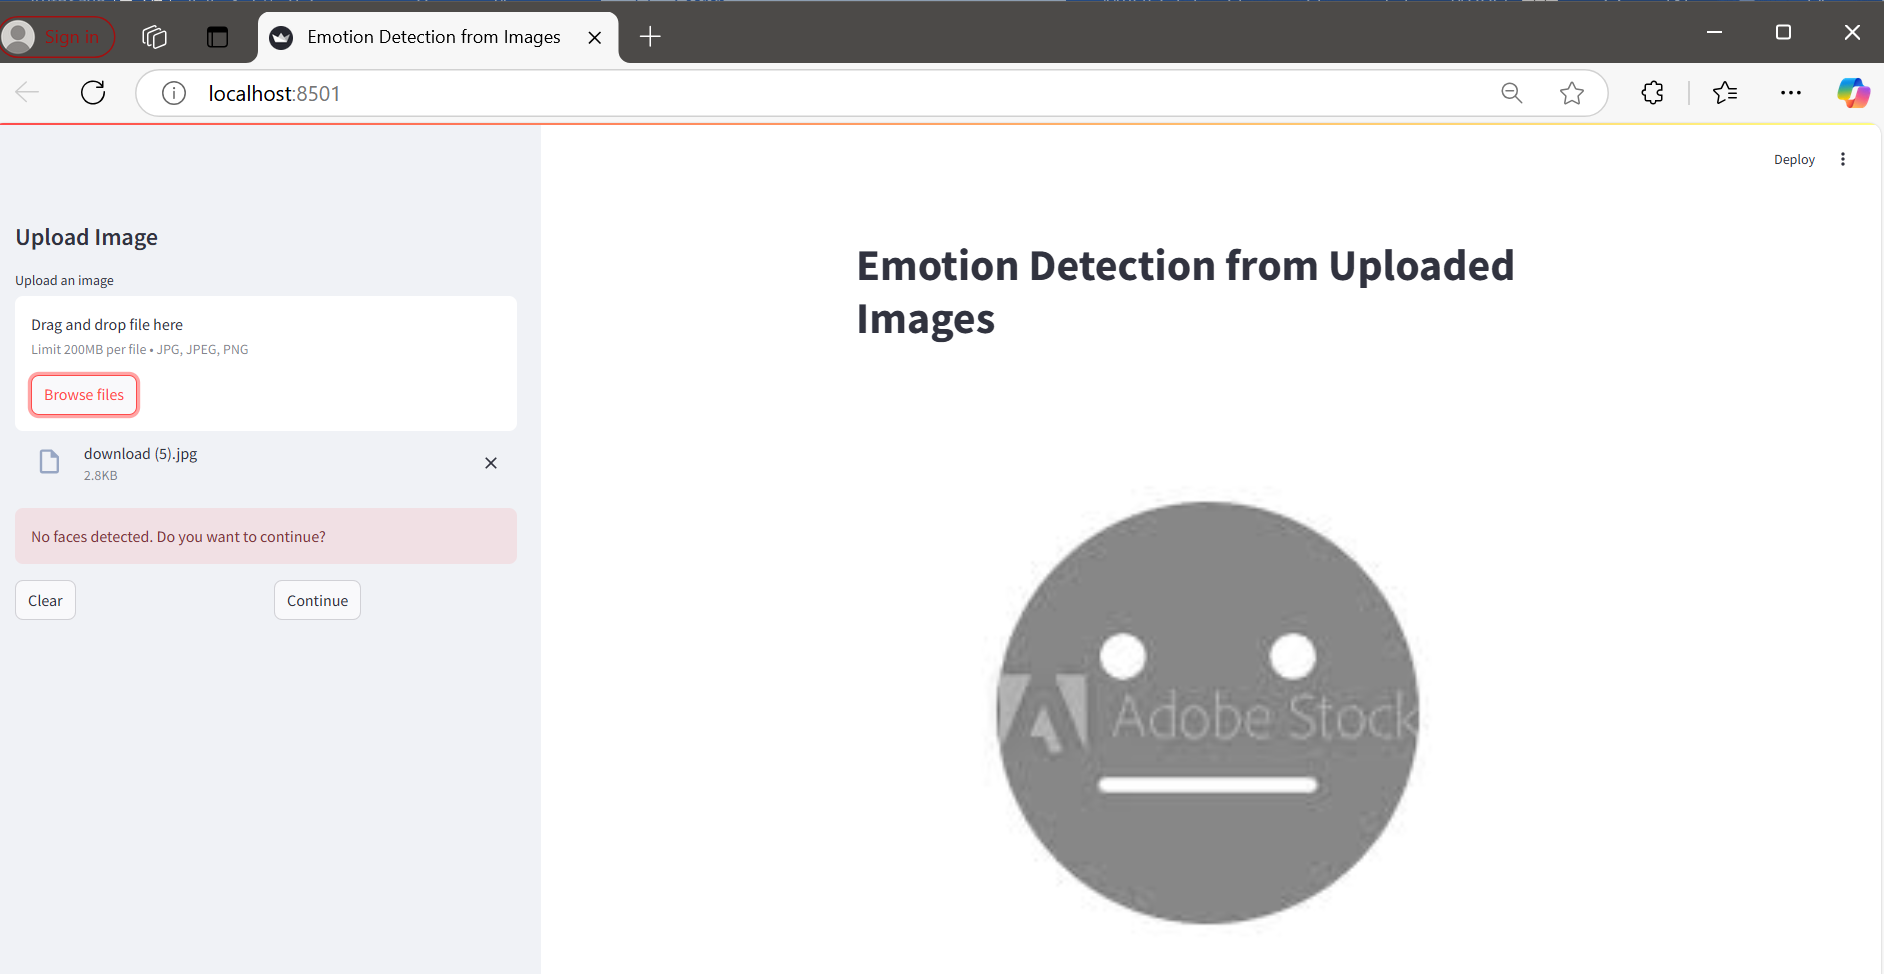 Sign in
Emotion Detection from Images
localhost:8501
Deploy
Upload Image
Upload an image
Drag and drop file here
Limit 200MB per file • JPG, JPEG, PNG
Browse files
download (5).jpg
2.8KB
No faces detected. Do you want to continue?
Clear
Continue
Emotion Detection from Uploaded
Images
Adobe Stock